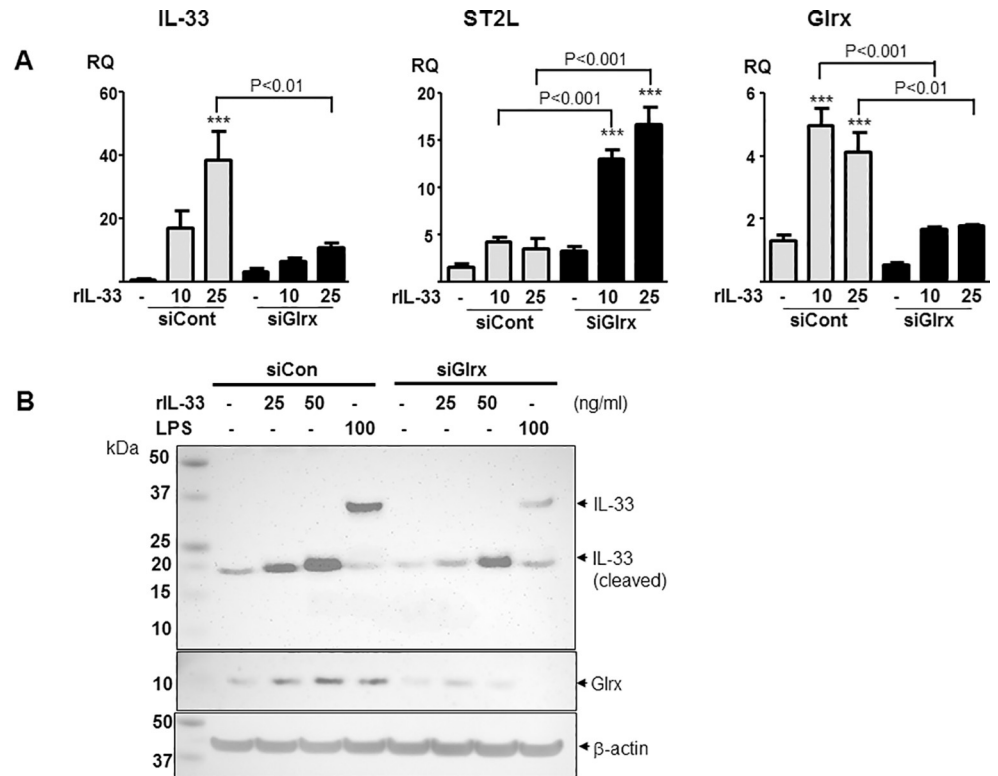 IL-33 ST2L Glrx
A
RQ RQ RQ
P<0.01 P<0.001 P<0.001 P<0.001 P<0.01
60 40 20
20 15 10 5
6 4 2
*** *** *** *** ***
rIL-33 - 10 25 - 10 25
siCont siGlrx
rIL-33 - 10 25 - 10 25
siCont SiGlrx
rIL-33 - 10 25 - 10 25
siCont siGlrx
B
siCon siGlrx
rIL-33 - 25 50 - - 25 50 - (ng/ml)
LPS - - - 100 - - - 100
kDa
50
37
25
20
15
10
IL-33
IL-33
(cleaved)
10 Glrx
50
37
β-actin